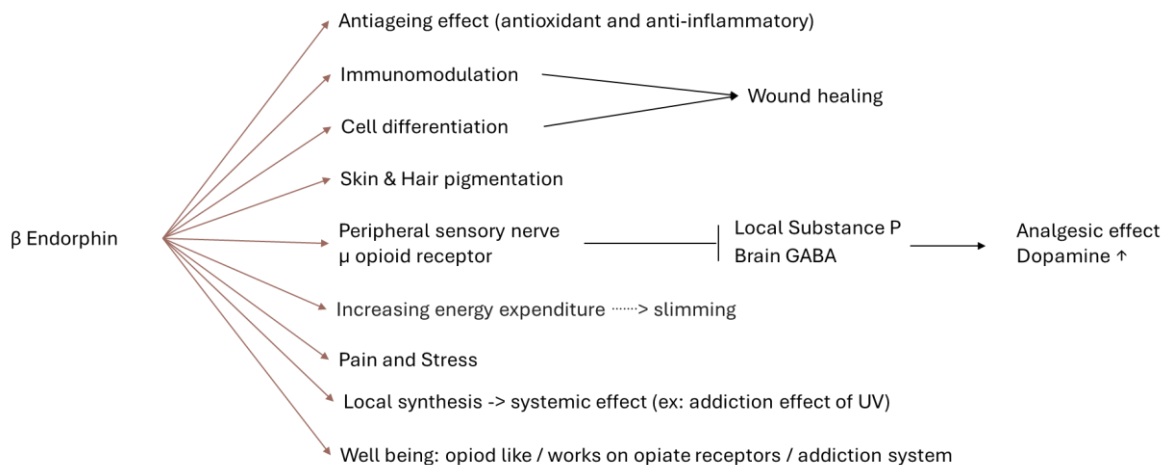 Antiageing effect (antioxidant and anti-inflammatory)
Immunomodulation
Wound healing
Cell differentiation
Skin & Hair pigmentation
β Endorphin
Peripheral sensory nerve
μ opioid receptor
Local Substance P
Brain GABA
Analgesic effect
Dopamine ↑
Increasing energy expenditure ·······> slimming
Pain and Stress
Local synthesis -> systemic effect (ex: addiction effect of UV)
Well being: opiod like / works on opiate receptors / addiction system